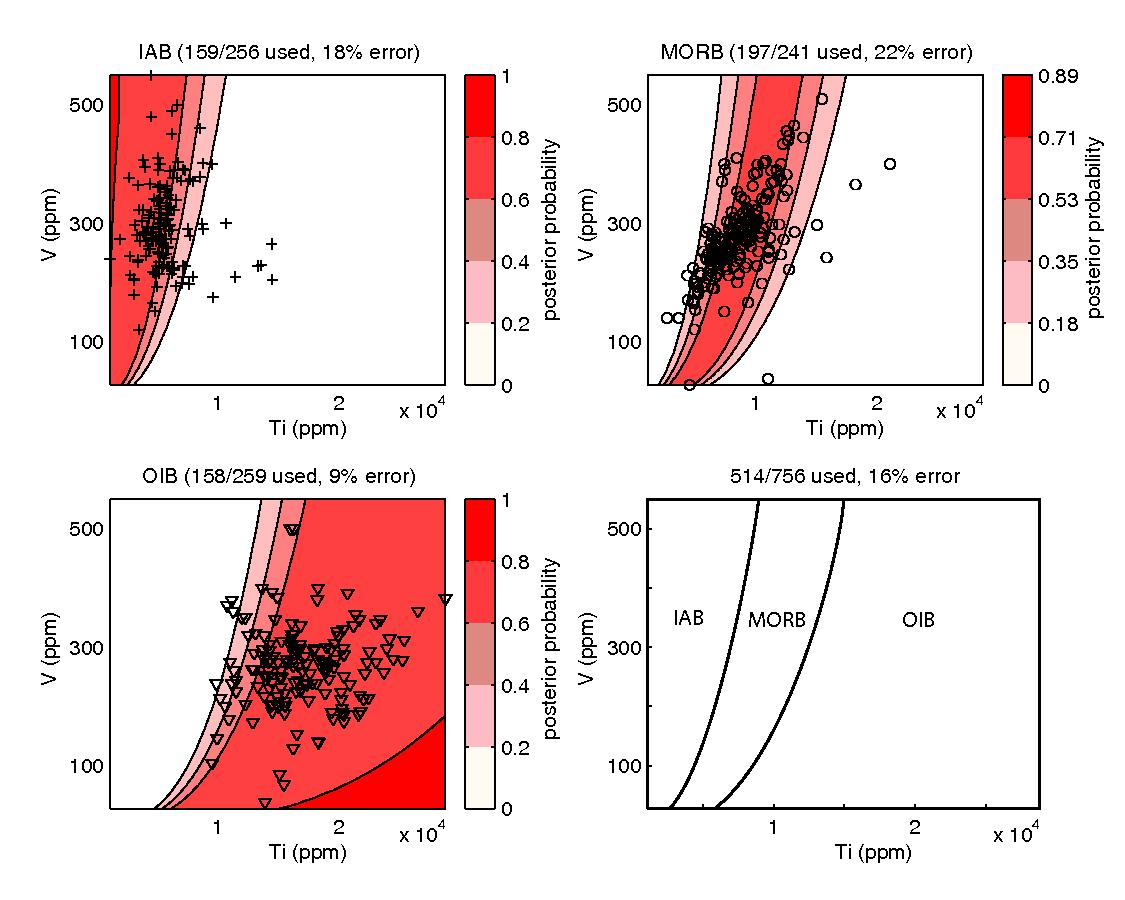 IAB (159/256 used, 18% error)
500
300
100
V (ppm)
1
2
x 10^4
Ti (ppm)
1
0.8
0.6
0.4
0.2
0
posterior probability
MORB (197/241 used, 22% error)
500
300
100
V (ppm)
1
2
x 10^4
Ti (ppm)
0.89
0.71
0.53
0.35
0.18
0
posterior probability
OIB (158/259 used, 9% error)
500
300
100
V (ppm)
1
2
x 10^4
Ti (ppm)
1
0.8
0.6
0.4
0.2
0
posterior probability
514/756 used, 16% error
500
300
100
V (ppm)
IAB
MORB
OIB
1
2
x 10^4
Ti (ppm)